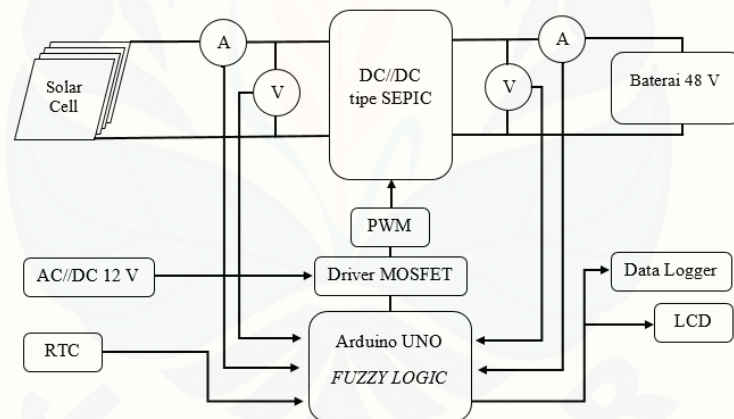 A
A
Solar
Cell
V
DC//DC
tipe SEPIC
V
Baterai 48 V
PWM
AC//DC 12 V
Driver MOSFET
Data Logger
LCD
RTC
Arduino UNO
FUZZY LOGIC